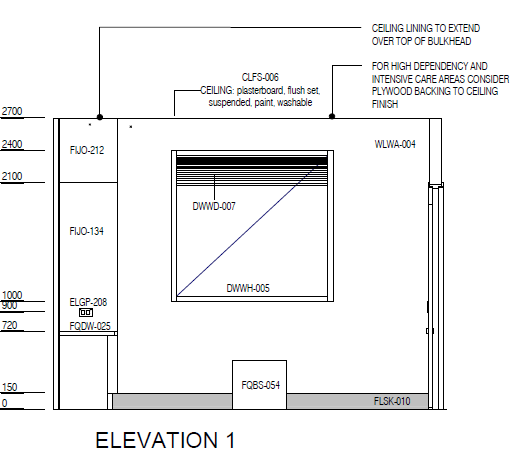 CEILING LINING TO EXTEND
OVER TOP OF BULKHEAD
CLFS-006
CEILING: plasterboard, flush set,
suspended, paint, washable
FOR HIGH DEPENDENCY AND
INTENSIVE CARE AREAS CONSIDER
PLYWOOD BACKING TO CEILING
FINISH
2700
2400
2100
1000
900
720
150
0
FIJO-212
WLWA-004
DWWD-007
FIJO-134
DWWH-005
ELGP-208
FQDW-025
FQBS-054
FLSK-010
ELEVATION 1